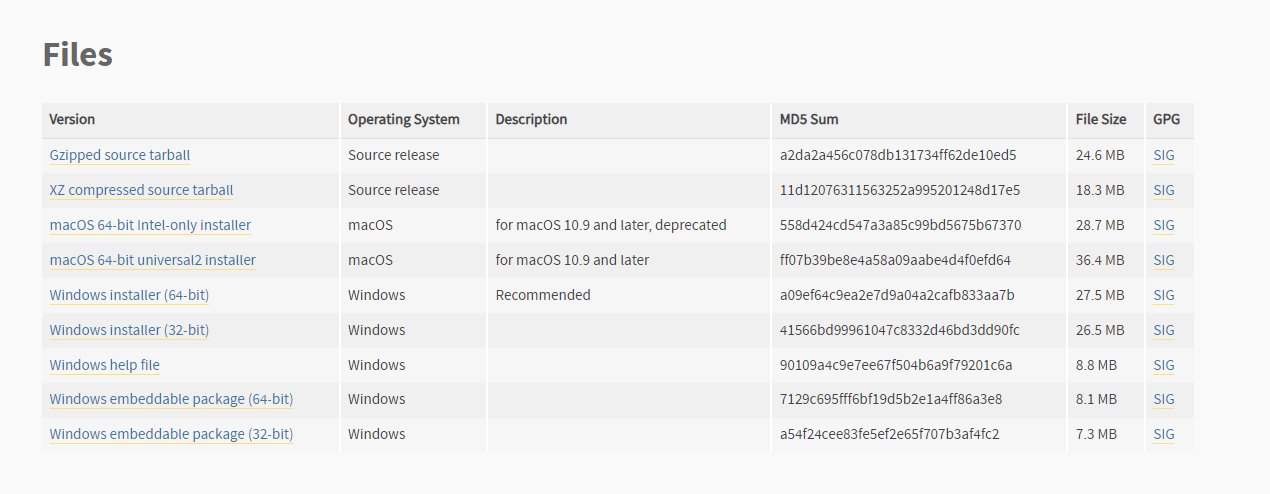 Files
Version Operating System Description MD5 Sum File Size GPG
Gzipped source tarball Source release a2da2a456c078db131734ff62de10ed5 24.6 MB SIG
XZ compressed source tarball Source release 11d12076311563252a995201248d17e5 18.3 MB SIG
macOS 64-bit Intel-only installer macOS for macOS 10.9 and later, deprecated 558d424cd547a3a85c99bd5675b67370 28.7 MB SIG
macOS 64-bit universal2 installer macOS for macOS 10.9 and later ff07b39be8e4a58a09aabe4d4f0efd64 36.4 MB SIG
Windows installer (64-bit) Windows Recommended a09ef64c9ea2e7d9a04a2cafb833aa7b 27.5 MB SIG
Windows installer (32-bit) Windows 41566bd99961047c8332d46bd3dd90fc 26.5 MB SIG
Windows help file Windows 90109a4c9e7ee67f504b6a9f79201c6a 8.8 MB SIG
Windows embeddable package (64-bit) Windows 7129c695fff6bf19d5b2e1a4ff86a3e8 8.1 MB SIG
Windows embeddable package (32-bit) Windows a54f24cee83fe5ef2e65f707b3af4fc2 7.3 MB SIG